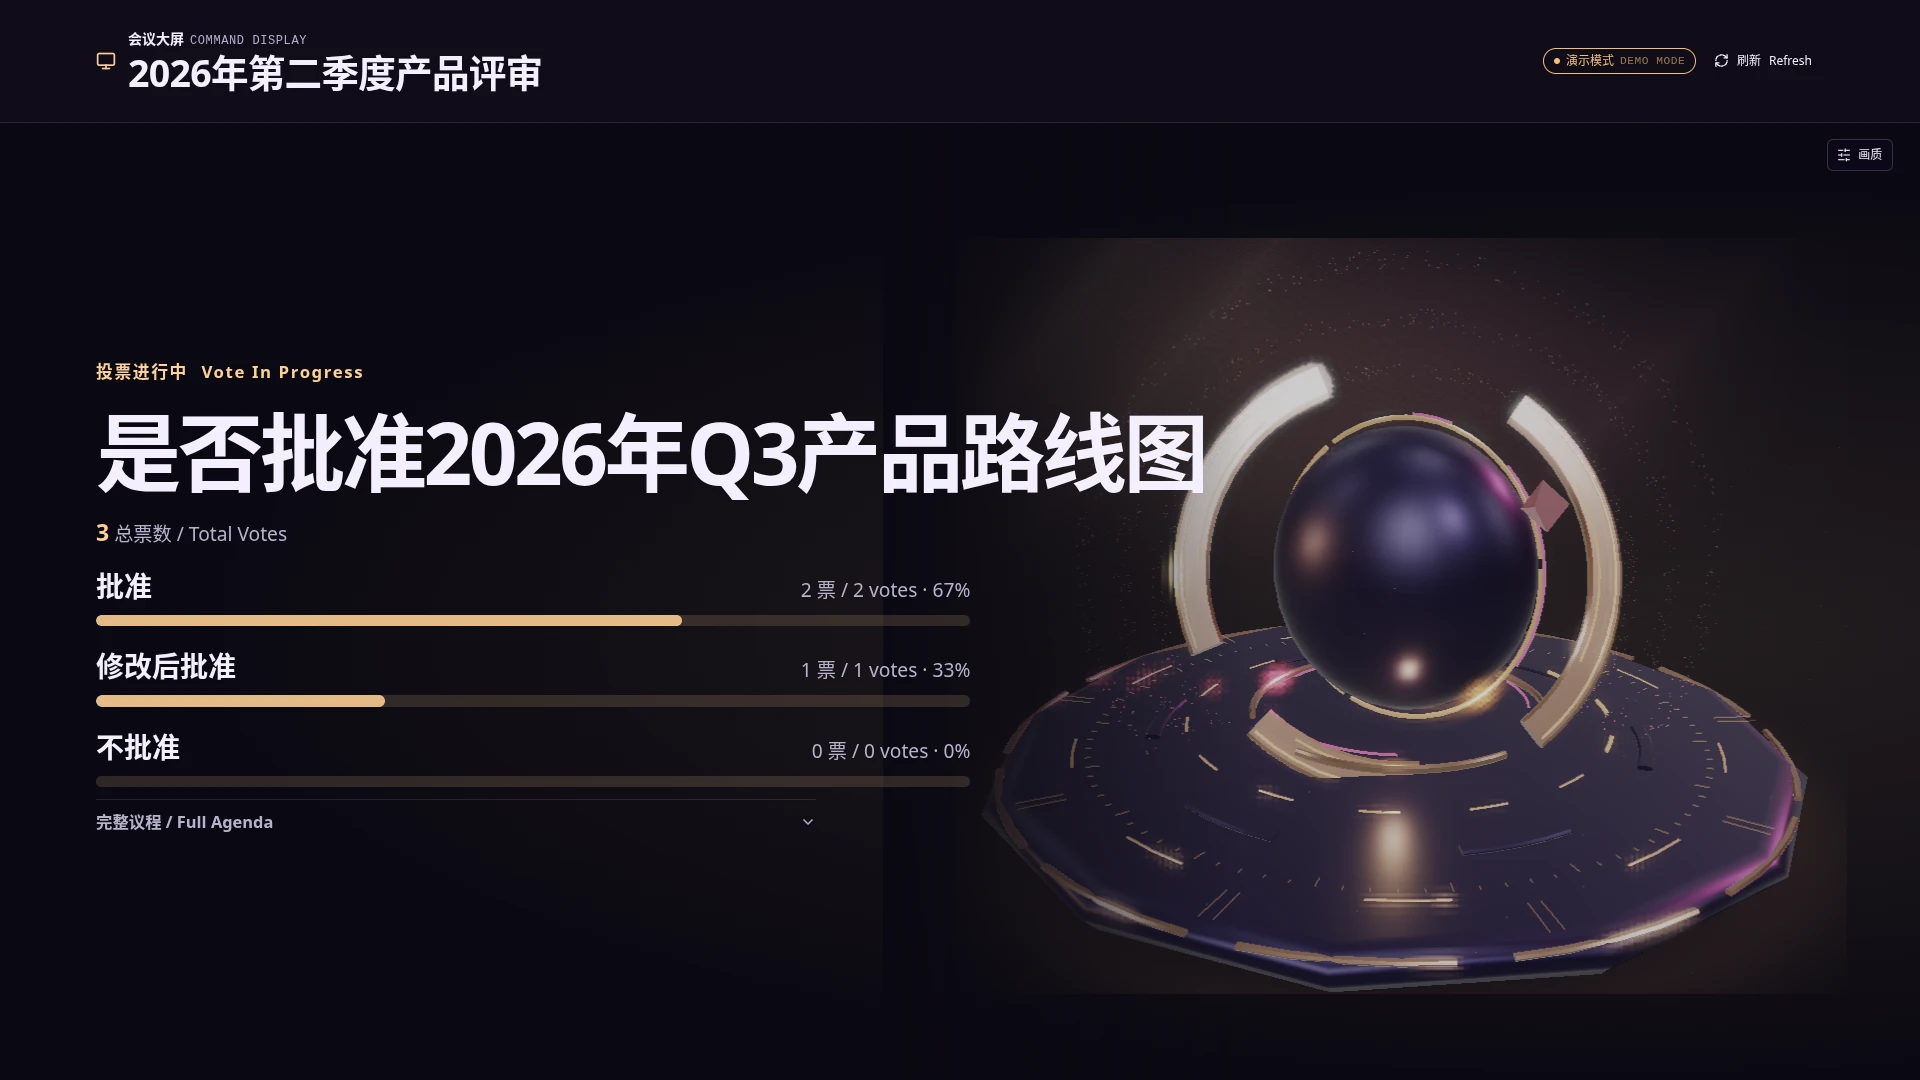 会议大屏 COMMAND DISPLAY
2026年第二季度产品评审
演示模式 DEMO MODE
刷新 Refresh
画质
投票进行中 Vote In Progress
是否批准2026年Q3产品路线图
3 总票数 / Total Votes
批准 2 票 / 2 votes · 67%
修改后批准 1 票 / 1 votes · 33%
不批准 0 票 / 0 votes · 0%
完整议程 / Full Agenda